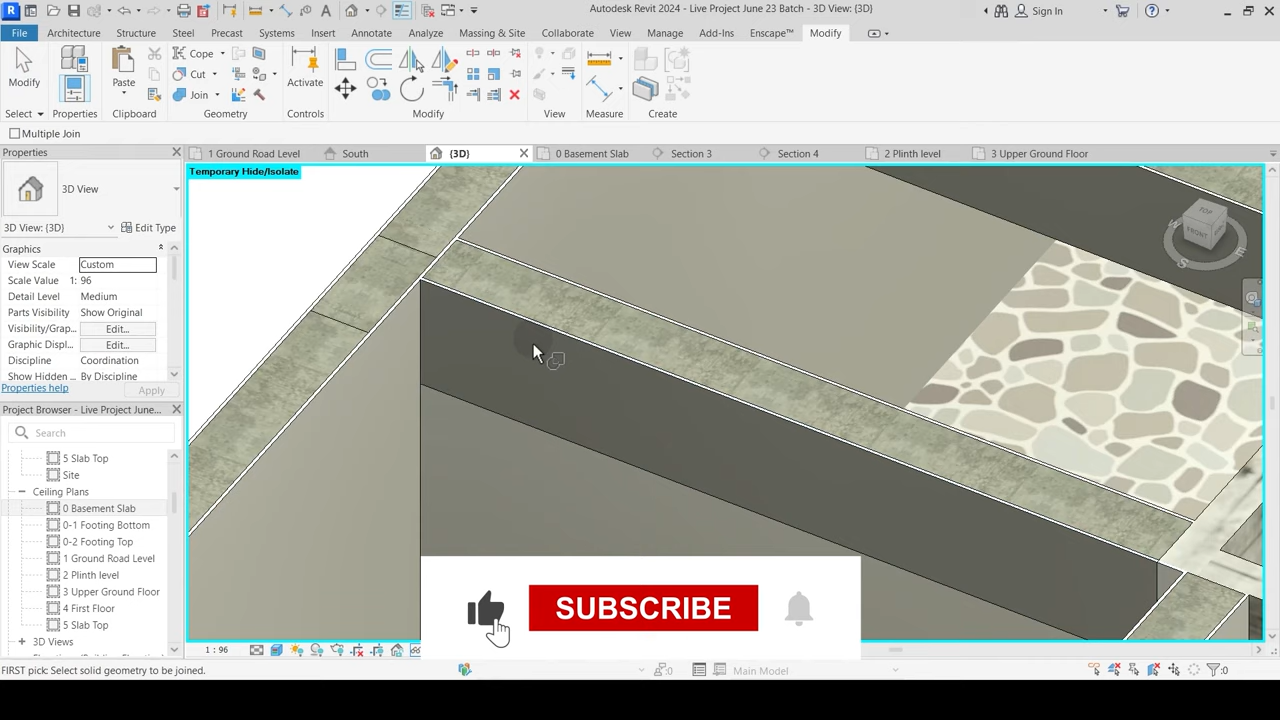 Autodesk Revit 2024 - Live Project June 23 Batch - 3D View: {3D}
Sign In
File
Architecture
Structure
Steel
Precast
Systems
Insert
Annotate
Analyze
Massing & Site
Collaborate
View
Manage
Add-Ins
Enscape™
Modify
Modify
Paste
Cope
Cut
Join
Activate
Select
Properties
Clipboard
Geometry
Controls
Modify
View
Measure
Create
Multiple Join
Properties
1 Ground Road Level
South
{3D}
0 Basement Slab
Section 3
Section 4
2 Plinth level
3 Upper Ground Floor
Temporary Hide/Isolate
3D View
3D View: {3D}
Edit Type
Graphics
View Scale
Custom
Scale Value 1:
96
Detail Level
Medium
Parts Visibility
Show Original
Visibility/Grap...
Edit...
Graphic Displ...
Edit...
Discipline
Coordination
Show Hidden ...
By Discipline
Properties help
Apply
Project Browser - Live Project June...
Search
5 Slab Top
Site
Ceiling Plans
0 Basement Slab
0-1 Footing Bottom
0-2 Footing Top
1 Ground Road Level
2 Plinth level
3 Upper Ground Floor
4 First Floor
5 Slab Top
3D Views
TOP
FRONT
W
S
E
SUBSCRIBE
1 : 96
FIRST pick: Select solid geometry to be joined.
:0
Main Model
:0